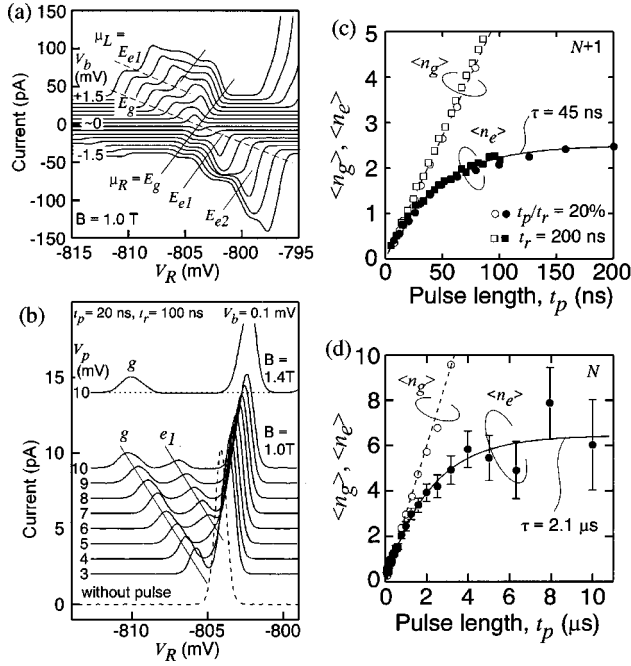 (a)
Current (pA)
150
100
50
0
-50
-100
-150
μL =
Ee1
Vb
(mV)
+1.5
Eg
~0
-1.5
μR = Eg
Ee1
Ee2
B = 1.0 T
-815 -810 -805 -800 -795
VR (mV)
(b)
tp = 20 ns, tr = 100 ns
Vb = 0.1 mV
Vp
(mV)
g
B =
1.4T
10
B =
1.0T
g
e1
10
9
8
7
6
5
4
3
without pulse
Current (pA)
15
10
5
0
-810 -805 -800
VR (mV)
(c)
<ng>, <ne>
5
4
3
2
1
0
N+1
<ng>
τ = 45 ns
<ne>
tp/tr = 20%
tr = 200 ns
0 50 100 150 200
Pulse length, tp (ns)
(d)
<ng>, <ne>
10
8
6
4
2
0
N
<ng>
<ne>
τ = 2.1 μs
0 2 4 6 8 10
Pulse length, tp (μs)